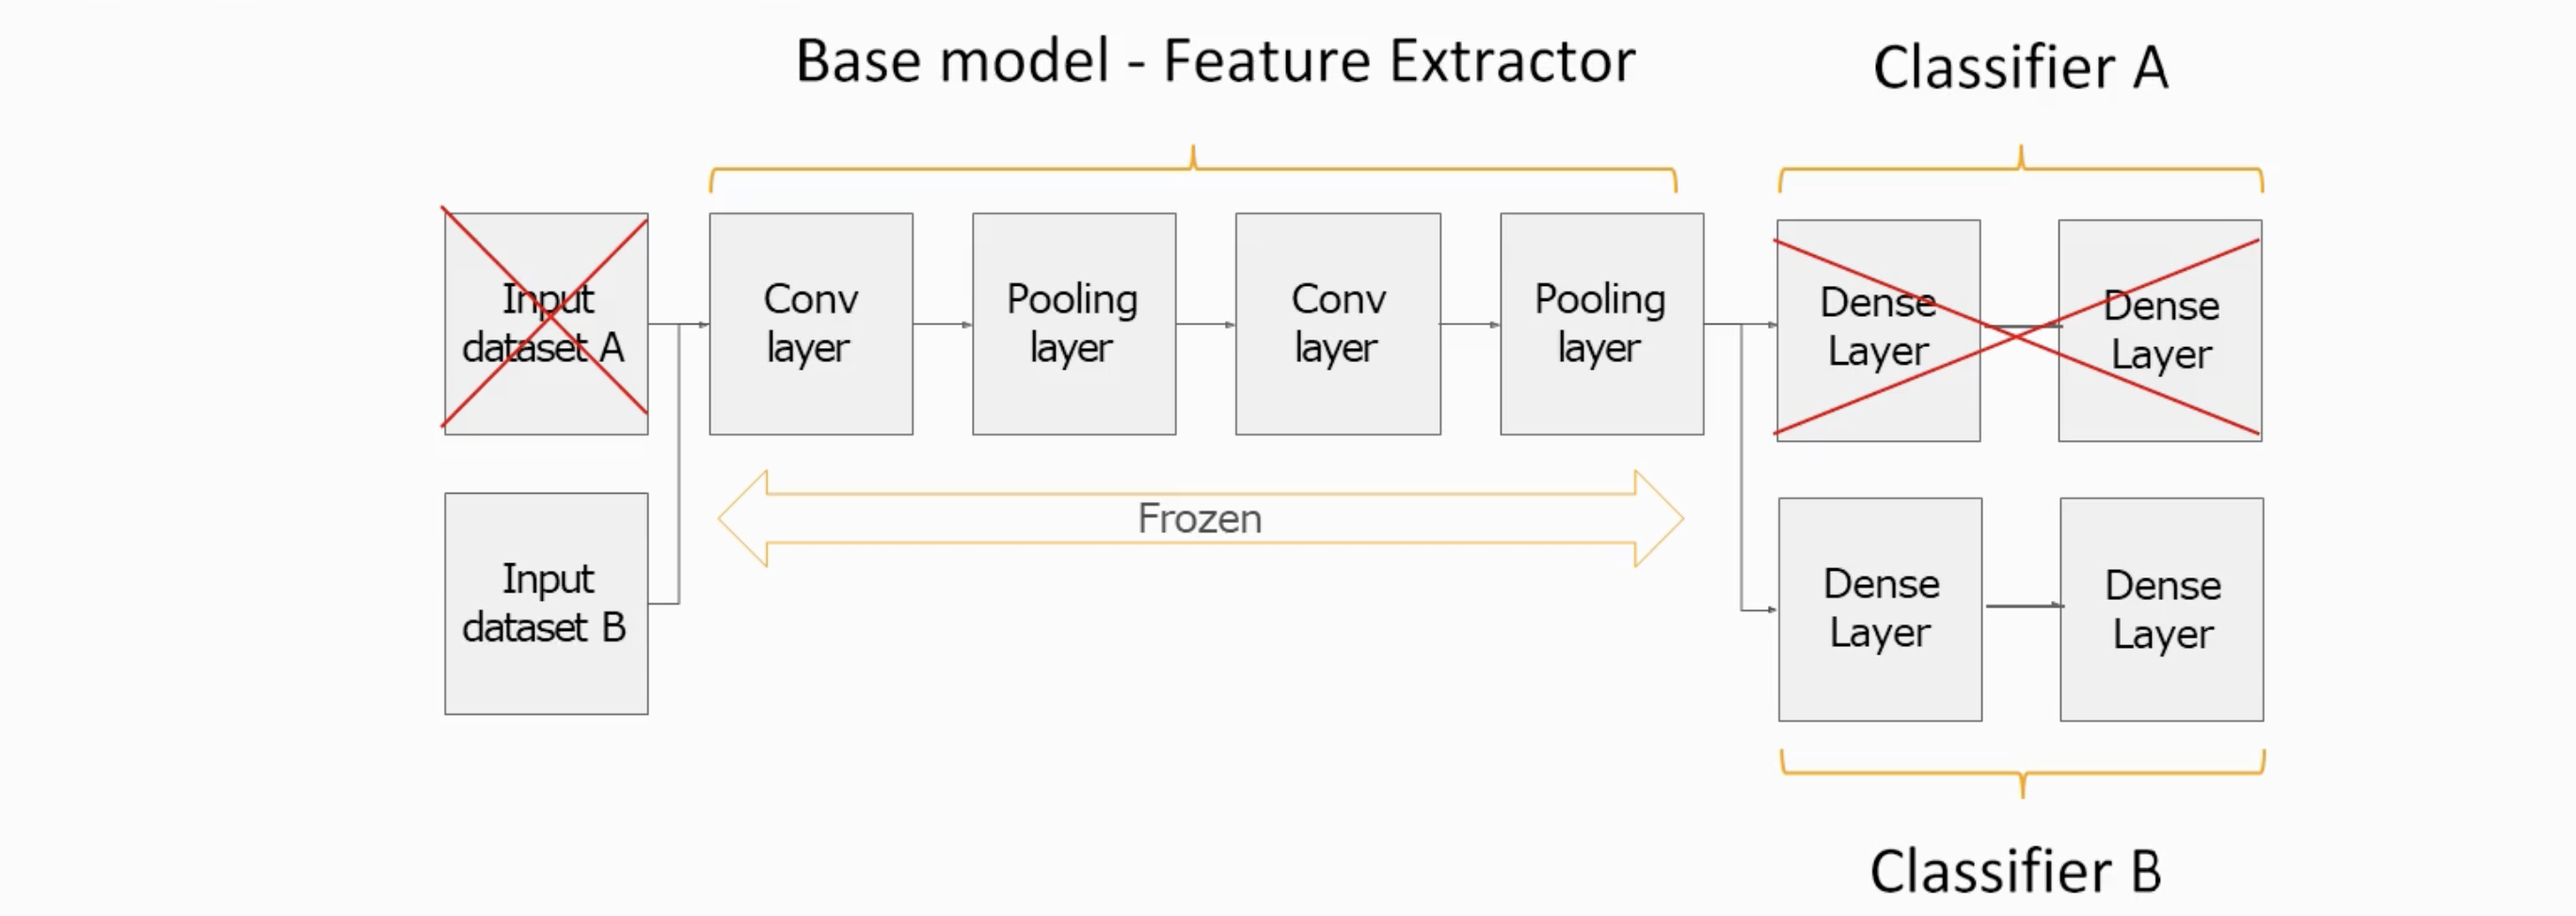 Base model - Feature Extractor
Classifier A
Input
dataset A
Conv
layer
Pooling
layer
Conv
layer
Pooling
layer
Dense
Layer
Dense
Layer
Frozen
Input
dataset B
Dense
Layer
Dense
Layer
Classifier B